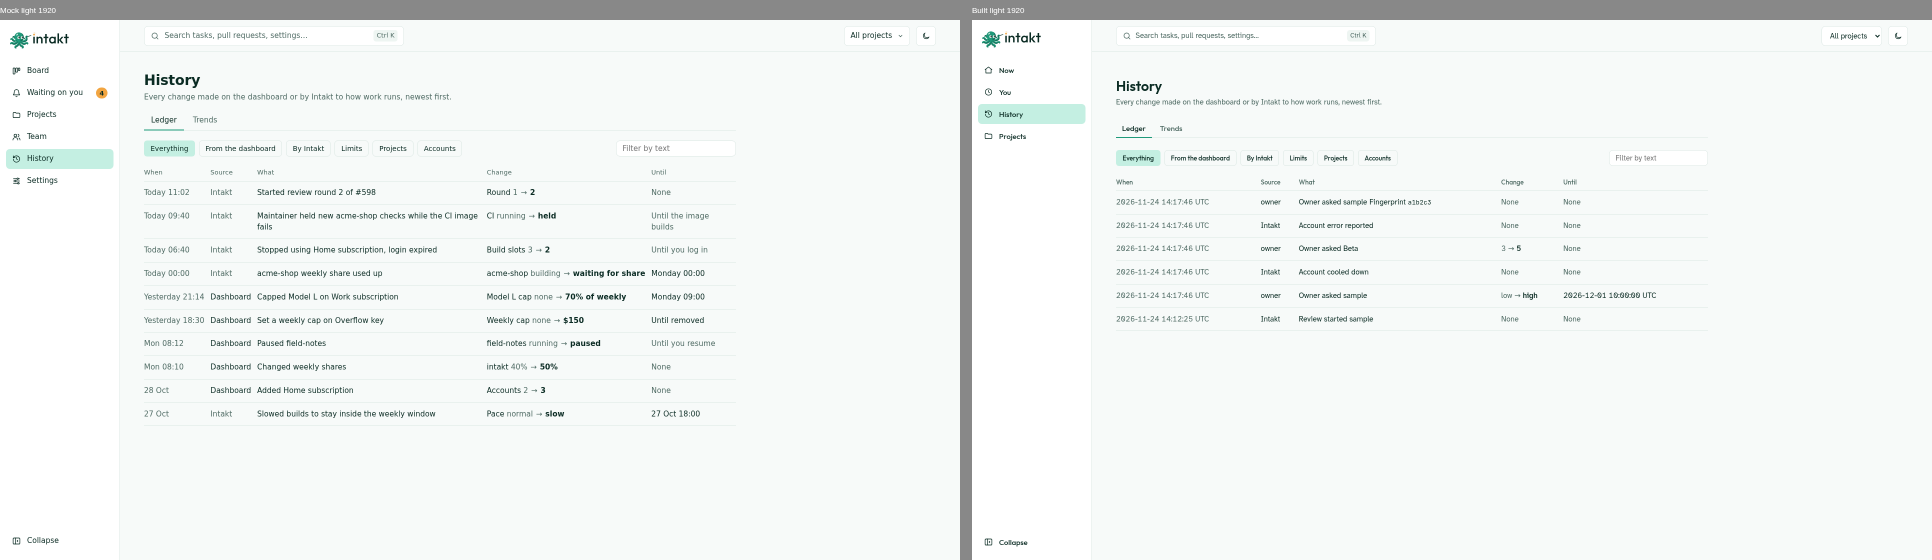 Mock light 1920
intakt
Search tasks, pull requests, settings...
Ctrl K
All projects
Board
Waiting on you
4
Projects
Team
History
Settings
Collapse
History
Every change made on the dashboard or by Intakt to how work runs, newest first.
Ledger Trends
Everything From the dashboard By Intakt Limits Projects Accounts Filter by text
When Source What Change Until
Today 11:02 Intakt Started review round 2 of #598 Round 1 → 2 None
Today 09:40 Intakt Maintainer held new acme-shop checks while the CI image fails CI running → held Until the image builds
Today 06:40 Intakt Stopped using Home subscription, login expired Build slots 3 → 2 Until you log in
Today 00:00 Intakt acme-shop weekly share used up acme-shop building → waiting for share Monday 00:00
Yesterday 21:14 Dashboard Capped Model L on Work subscription Model L cap none → 70% of weekly Monday 09:00
Yesterday 18:30 Dashboard Set a weekly cap on Overflow key Weekly cap none → $150 Until removed
Mon 08:12 Dashboard Paused field-notes field-notes running → paused Until you resume
Mon 08:10 Dashboard Changed weekly shares intakt 40% → 50% None
28 Oct Dashboard Added Home subscription Accounts 2 → 3 None
27 Oct Intakt Slowed builds to stay inside the weekly window Pace normal → slow 27 Oct 18:00
Built light 1920
intakt
Search tasks, pull requests, settings...
Ctrl K
All projects
Now
You
History
Projects
Collapse
History
Every change made on the dashboard or by Intakt to how work runs, newest first.
Ledger Trends
Everything From the dashboard By Intakt Limits Projects Accounts Filter by text
When Source What Change Until
2026-11-24 14:17:46 UTC owner Owner asked sample Fingerprint a1b2c3 None None
2026-11-24 14:17:46 UTC Intakt Account error reported None None
2026-11-24 14:17:46 UTC owner Owner asked Beta 3 → 5 None
2026-11-24 14:17:46 UTC Intakt Account cooled down None None
2026-11-24 14:17:46 UTC owner Owner asked sample low → high 2026-12-01 10:00:00 UTC
2026-11-24 14:12:25 UTC Intakt Review started sample None None